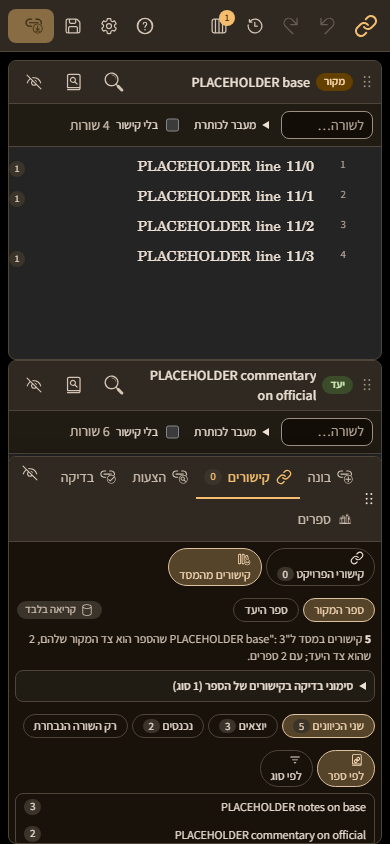 1
מקור
PLACEHOLDER base
לשורה...
מעבר לכותרת
בלי קישור
4 שורות
1 PLACEHOLDER line 11/0 1
2 PLACEHOLDER line 11/1 1
3 PLACEHOLDER line 11/2
4 PLACEHOLDER line 11/3 1
יעד
PLACEHOLDER commentary
on official
לשורה...
מעבר לכותרת
בלי קישור
6 שורות
בונה
קישורים 0
הצעות
בדיקה
ספרים
קישורי הפרויקט 0
קישורים מהמסד
ספר המקור
ספר היעד
קריאה בלבד
5 קישורים במסד ל"PLACEHOLDER base": 3 שהספר הוא צד המקור שלהם, 2
שהוא צד היעד; עם 2 ספרים.
סימוני בדיקה בקישורים של הספר (1 סוג)
שני הכיוונים 5
יוצאים 3
נכנסים 2
רק השורה הנבחרת
לפי ספר
לפי סוג
PLACEHOLDER notes on base 3
PLACEHOLDER commentary on official 2